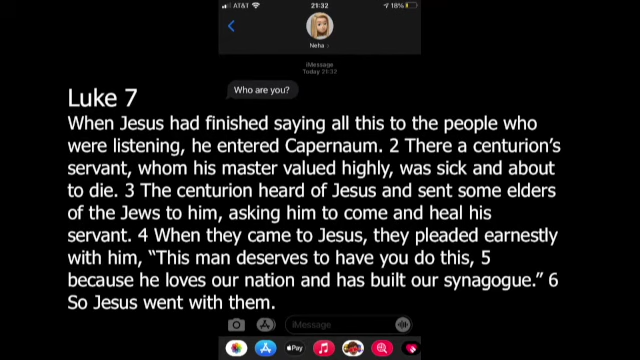 AT&T
21:32
18%
Neha
iMessage
Today 21:32
Who are you?
Luke 7
When Jesus had finished saying all this to the people who
were listening, he entered Capernaum. 2 There a centurion’s
servant, whom his master valued highly, was sick and about
to die. 3 The centurion heard of Jesus and sent some elders
of the Jews to him, asking him to come and heal his
servant. 4 When they came to Jesus, they pleaded earnestly
with him, “This man deserves to have you do this, 5
because he loves our nation and has built our synagogue.” 6
So Jesus went with them.
iMessage
Pay